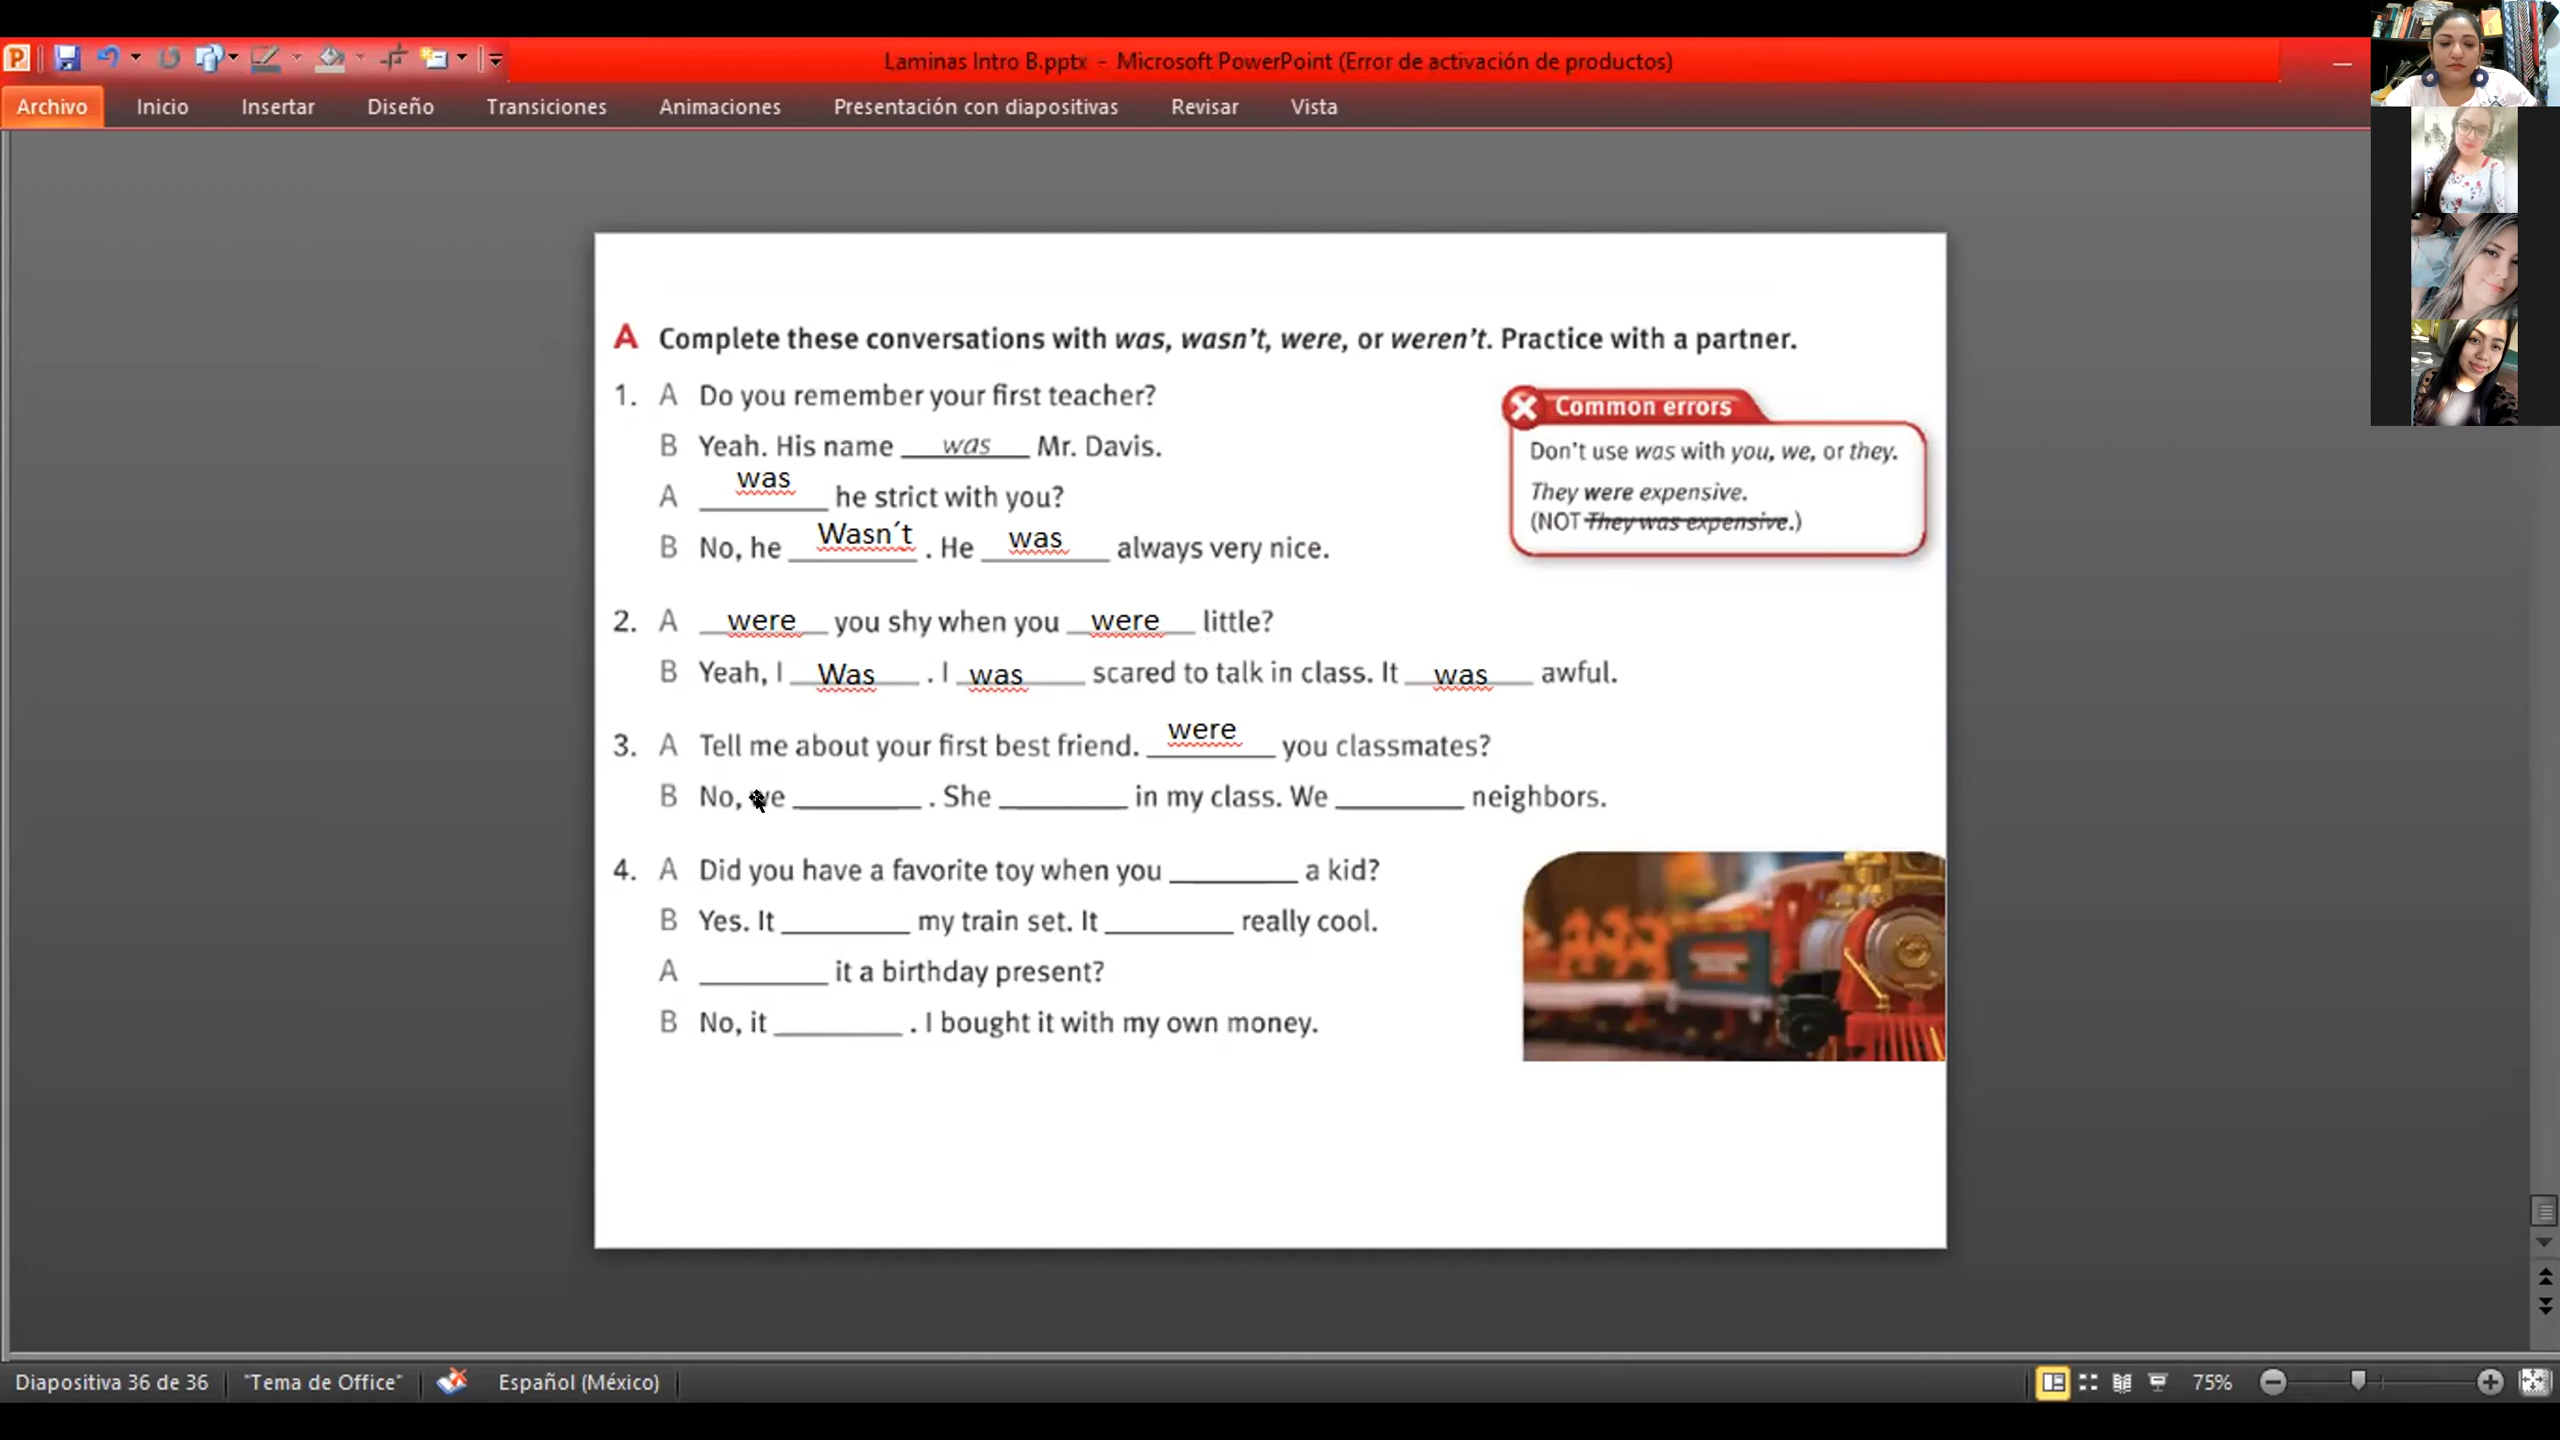 Laminas Intro B.pptx - Microsoft PowerPoint (Error de activación de productos)
Archivo Inicio Insertar Diseño Transiciones Animaciones Presentación con diapositivas Revisar Vista
A Complete these conversations with was, wasn't, were, or weren't. Practice with a partner.
1. A Do you remember your first teacher?
B Yeah. His name was Mr. Davis.
A was he strict with you?
B No, he Wasn´t . He was always very nice.
Common errors
Don't use was with you, we, or they.
They were expensive.
(NOT They was expensive.)
2. A were you shy when you were little?
B Yeah, I Was . I was scared to talk in class. It was awful.
3. A Tell me about your first best friend. were you classmates?
B No, we ________ . She ________ in my class. We ________ neighbors.
4. A Did you have a favorite toy when you ________ a kid?
B Yes. It ________ my train set. It ________ really cool.
A ________ it a birthday present?
B No, it ________ . I bought it with my own money.
Diapositiva 36 de 36 "Tema de Office" Español (México) 75%